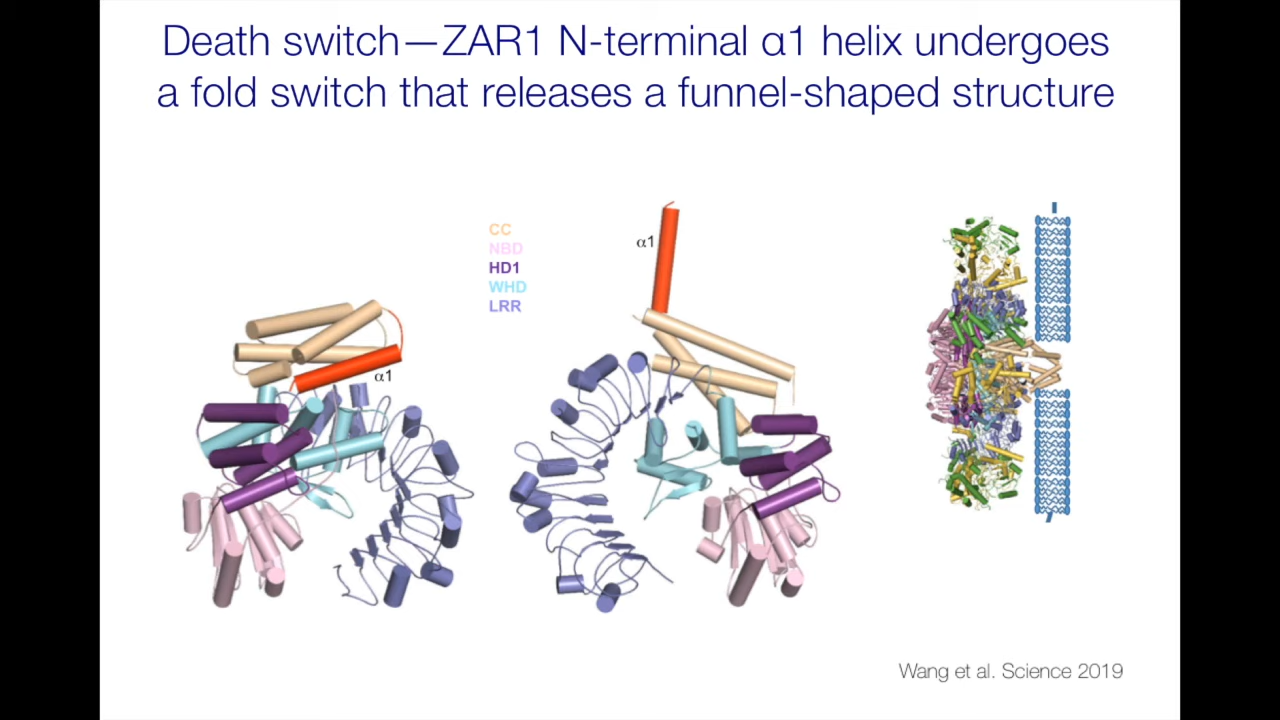 Death switch—ZAR1 N-terminal α1 helix undergoes
a fold switch that releases a funnel-shaped structure
CC
NBD
HD1
WHD
LRR
α1
α1
Wang et al. Science 2019